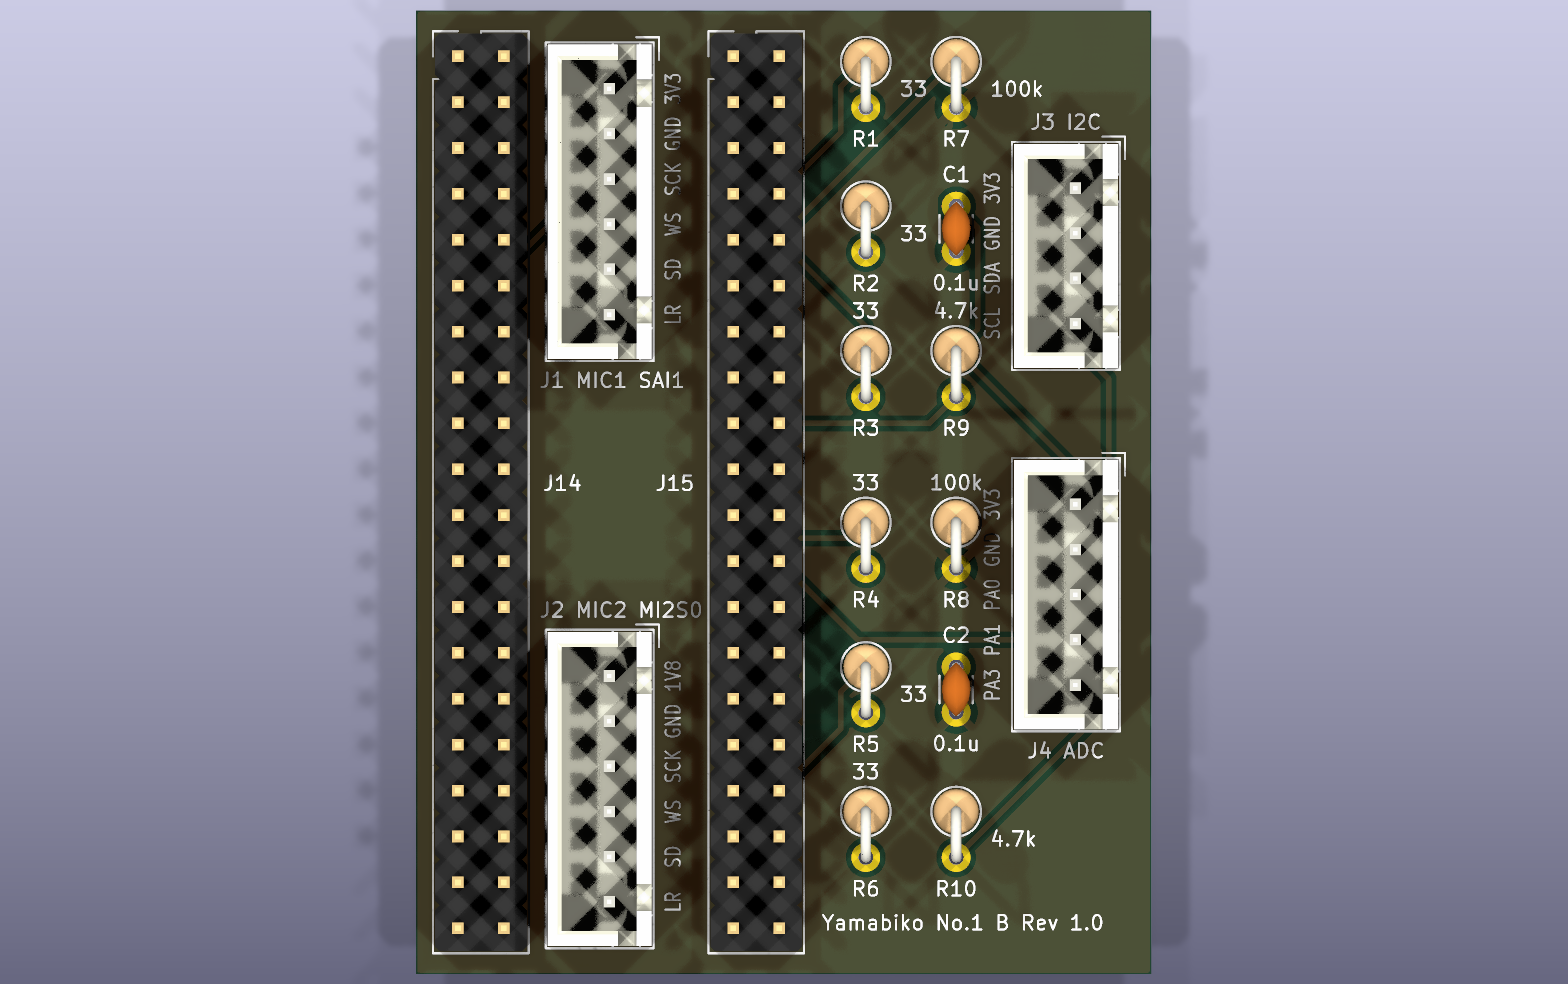 33
100k
R1
R7
J3 I2C
3V3
GND
SCK
WS
SD
LR
C1
33
R2
0.1u
3V3
GND
SDA
SCL
33
4.7k
J1 MIC1 SAI1
R3
R9
J14
J15
33
100k
R4
R8
J2 MIC2 MI2S0
3V3
GND
PA0
PA1
PA3
C2
33
1V8
GND
SCK
WS
SD
LR
R5
0.1u
J4 ADC
33
4.7k
R6
R10
Yamabiko No.1 B Rev 1.0